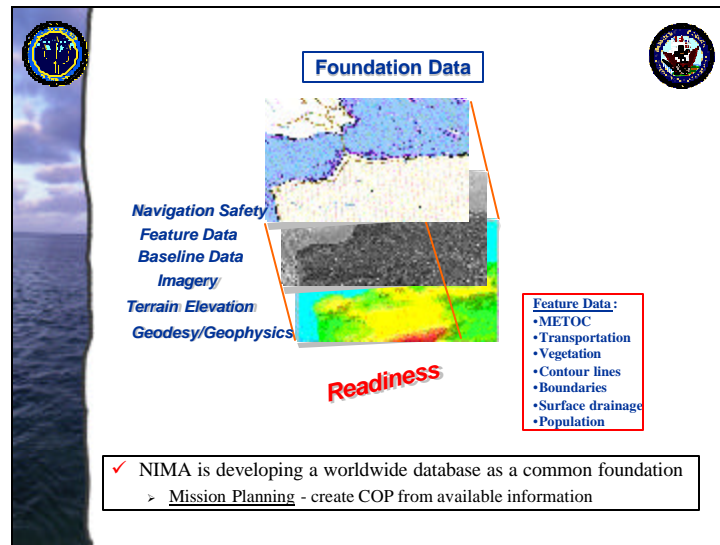 Foundation Data
Navigation Safety
Feature Data
Baseline Data
Imagery
Terrain Elevation
Geodesy/Geophysics
Readiness
Feature Data:
•METOC
•Transportation
•Vegetation
•Contour lines
•Boundaries
•Surface drainage
•Population
✓ NIMA is developing a worldwide database as a common foundation
➢ Mission Planning - create COP from available information